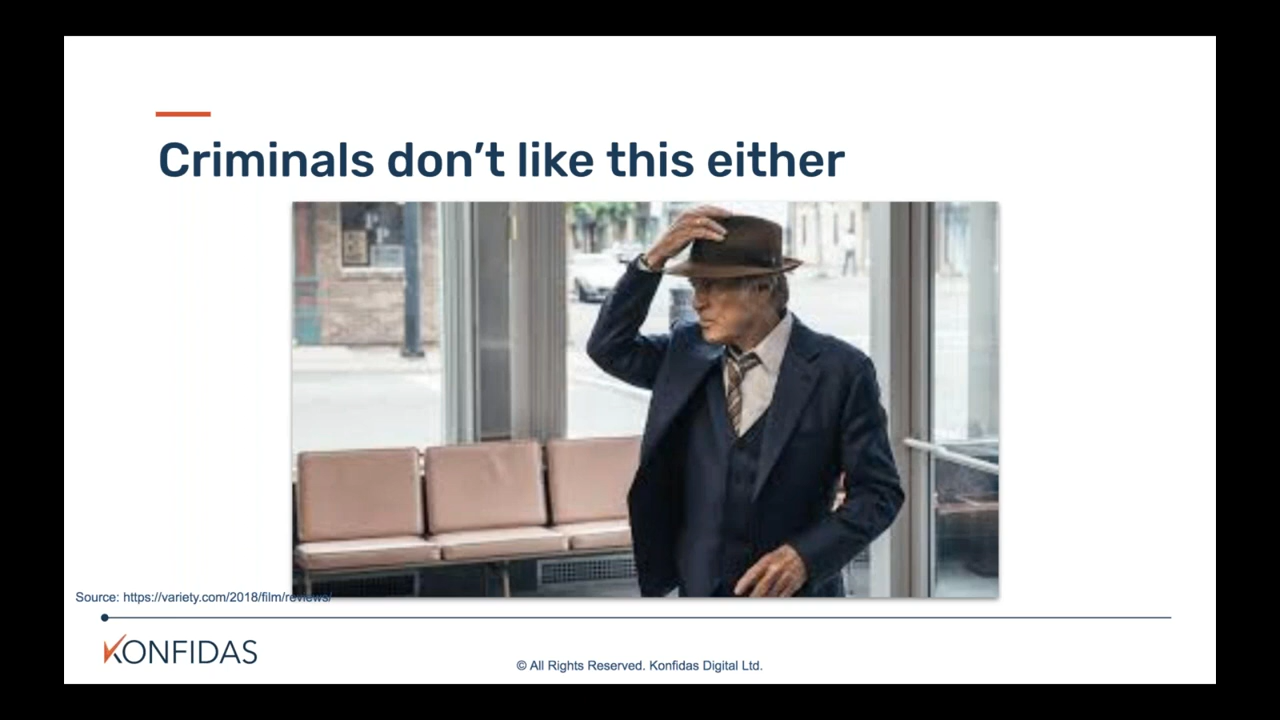 Criminals don’t like this either
Source: https://variety.com/2018/film/reviews/
KONFIDAS
© All Rights Reserved. Konfidas Digital Ltd.